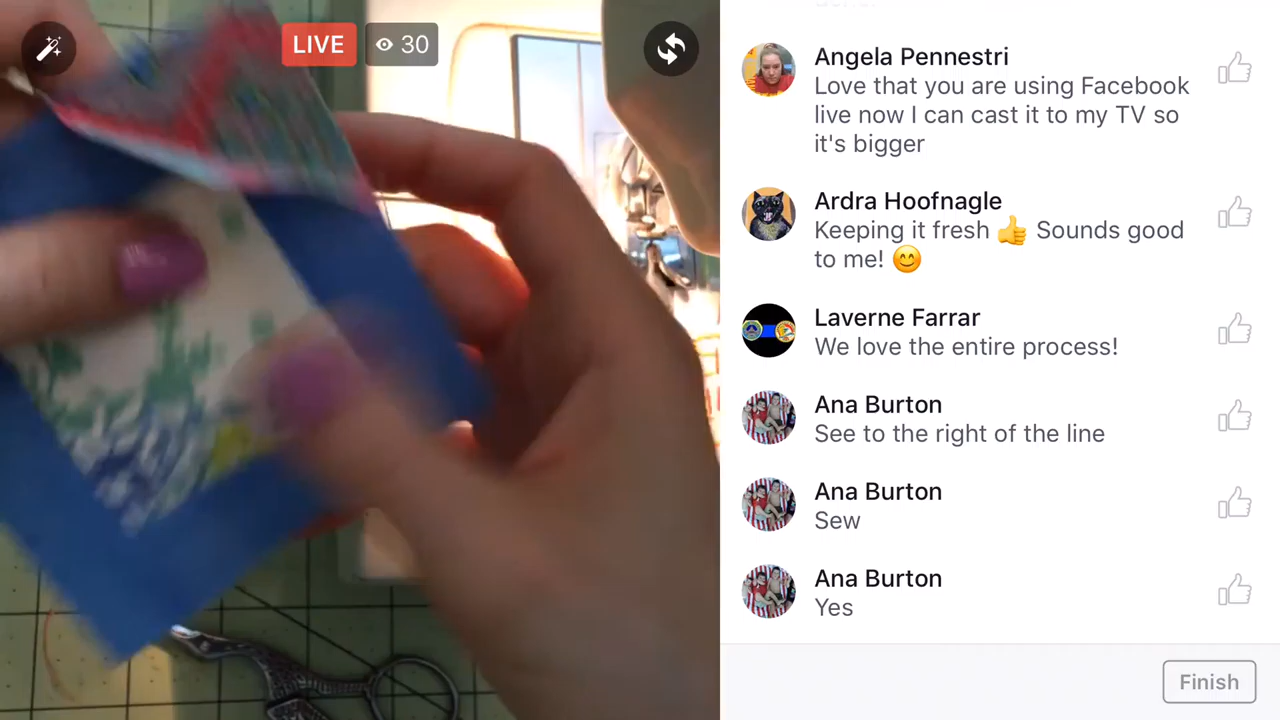 LIVE
30
Angela Pennestri
Love that you are using Facebook
live now I can cast it to my TV so
it's bigger
Ardra Hoofnagle
Keeping it fresh 👍 Sounds good
to me! 😊
Laverne Farrar
We love the entire process!
Ana Burton
See to the right of the line
Ana Burton
Sew
Ana Burton
Yes
Finish